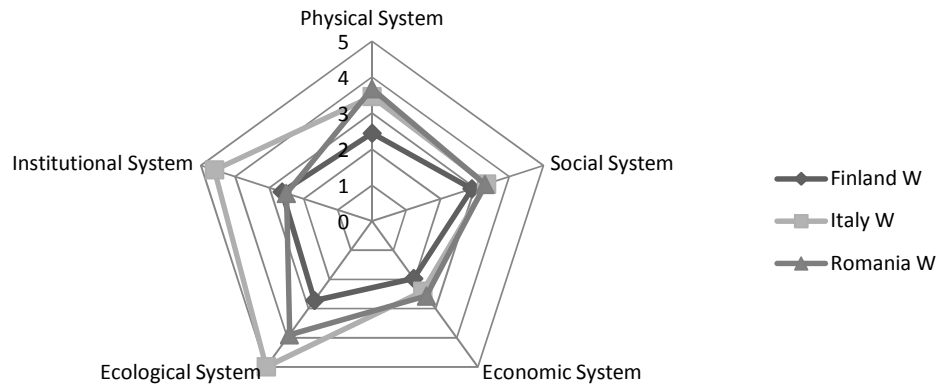 Physical System
5
4
3
2
1
0
Institutional System
Social System
Ecological System
Economic System
Finland W
Italy W
Romania W